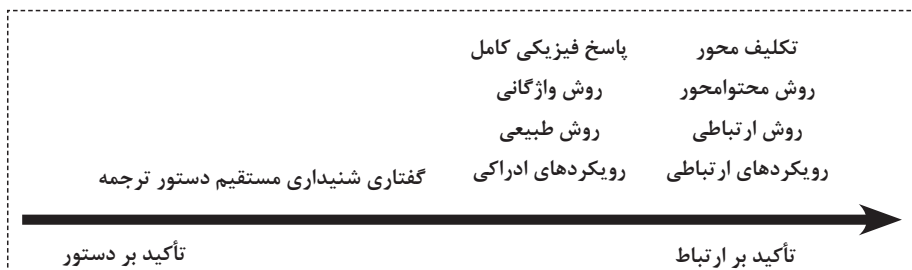 تکلیف محور
روش محتوامحور
روش ارتباطی
رویکردهای ارتباطی
پاسخ فیزیکی کامل
روش واژگانی
روش طبیعی
رویکردهای ادراکی
گفتاری شنیداری مستقیم دستور ترجمه
تأکید بر ارتباط
تأکید بر دستور